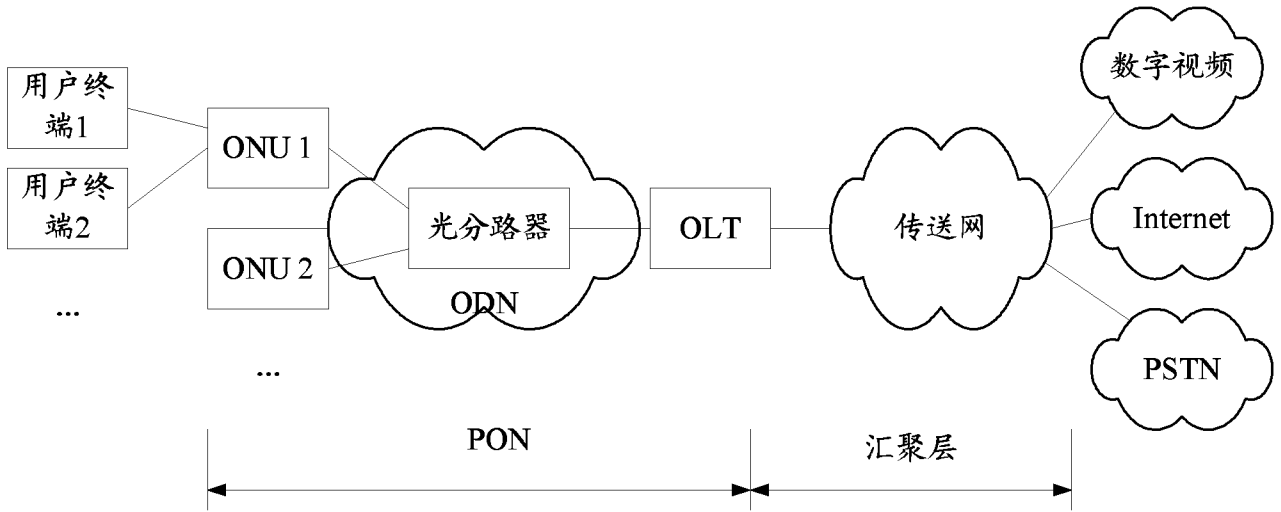 用户终
端1
用户终
端2
...
ONU 1
ONU 2
...
光分路器
ODN
OLT
传送网
数字视频
Internet
PSTN
PON
汇聚层